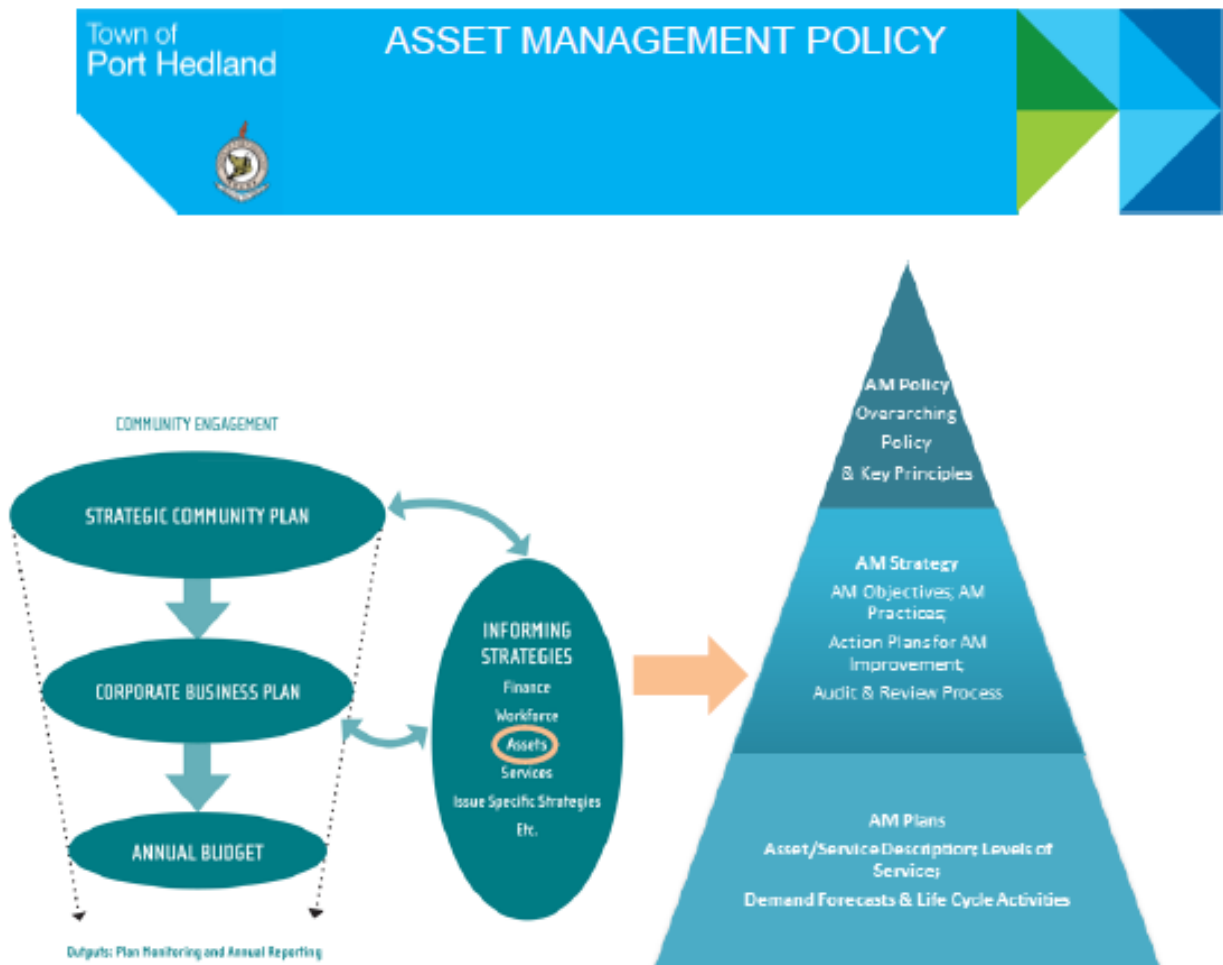 Town of
Port Hedland
ASSET MANAGEMENT POLICY
COMMUNITY ENGAGEMENT
STRATEGIC COMMUNITY PLAN
CORPORATE BUSINESS PLAN
ANNUAL BUDGET
Outputs: Plan Monitoring and Annual Reporting
INFORMING
STRATEGIES
Finance
Workforce
Assets
Services
Issue Specific Strategies
Etc.
AM Policy
Overarching
Policy
& Key Principles
AM Strategy
AM Objectives; AM
Practices;
Action Plans for AM
Improvement;
Audit & Review Process
AM Plans
Asset/Service Description; Levels of
Service;
Demand Forecasts & Life Cycle Activities